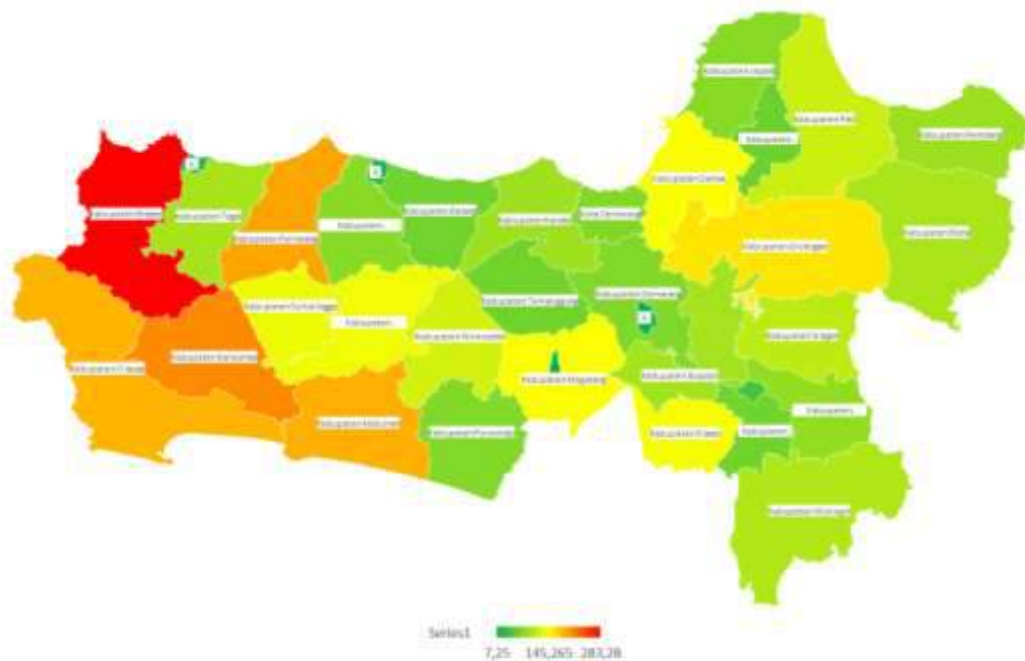 Kabupaten Jepara
Kabupaten Pati
Kabupaten Rembang
Kabupaten...
Kabupaten Demak
Kabupaten Brebes
Kabupaten Tegal
Kabupaten Pemalang
Kabupaten...
Kabupaten Batang
Kabupaten Kendal
Kota Semarang
Kabupaten Grobogan
Kabupaten Blora
Kabupaten Temanggung
Kabupaten Semarang
Kabupaten Purbalingga
Kabupaten...
Kabupaten Wonosobo
Kabupaten Sragen
Kabupaten Banyumas
Kabupaten Cilacap
Kabupaten Magelang
Kabupaten Boyolali
Kabupaten...
Kabupaten Kebumen
Kabupaten Purworejo
Kabupaten Klaten
Kabupaten...
Kabupaten Wonogiri
Series1
7,25 145,265 283,28